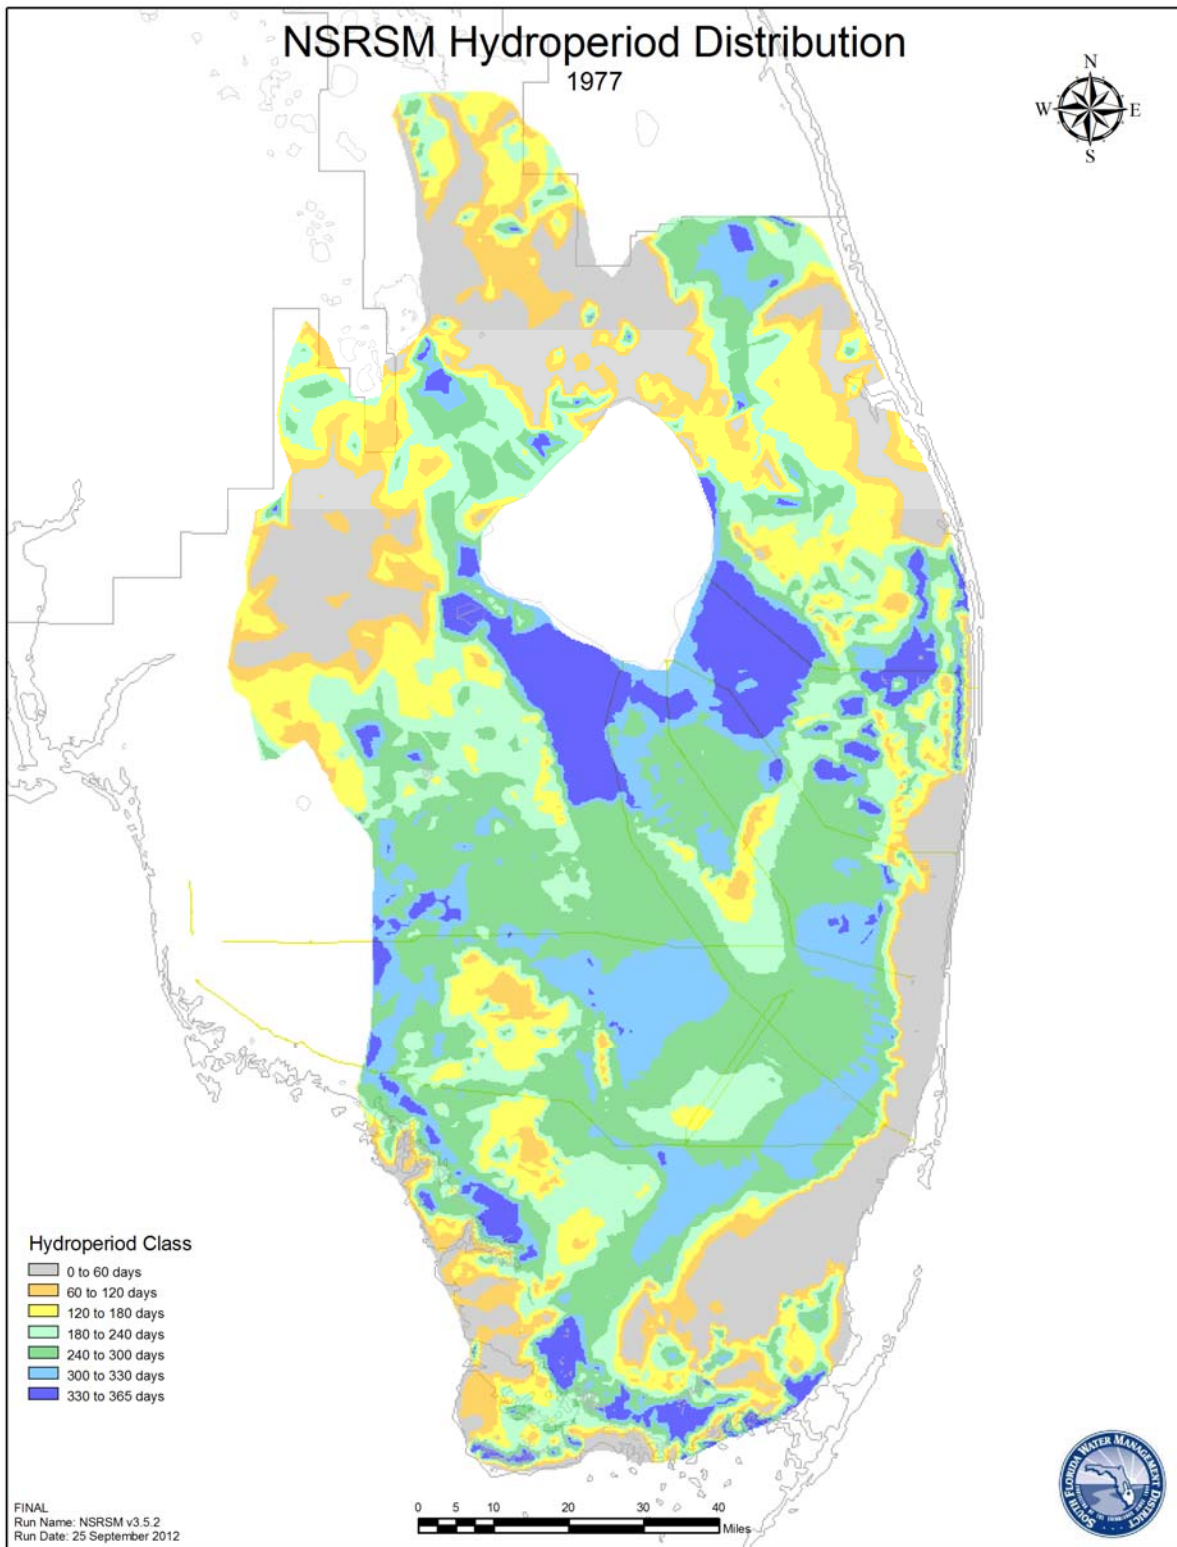 NSRSM Hydroperiod Distribution
1977
N
W E
S
Hydroperiod Class
0 to 60 days
60 to 120 days
120 to 180 days
180 to 240 days
240 to 300 days
300 to 330 days
330 to 365 days
FINAL
Run Name: NSRSM v3.5.2
Run Date: 25 September 2012
0 5 10 20 30 40
Miles
SOUTH FLORIDA WATER MANAGEMENT DISTRICT